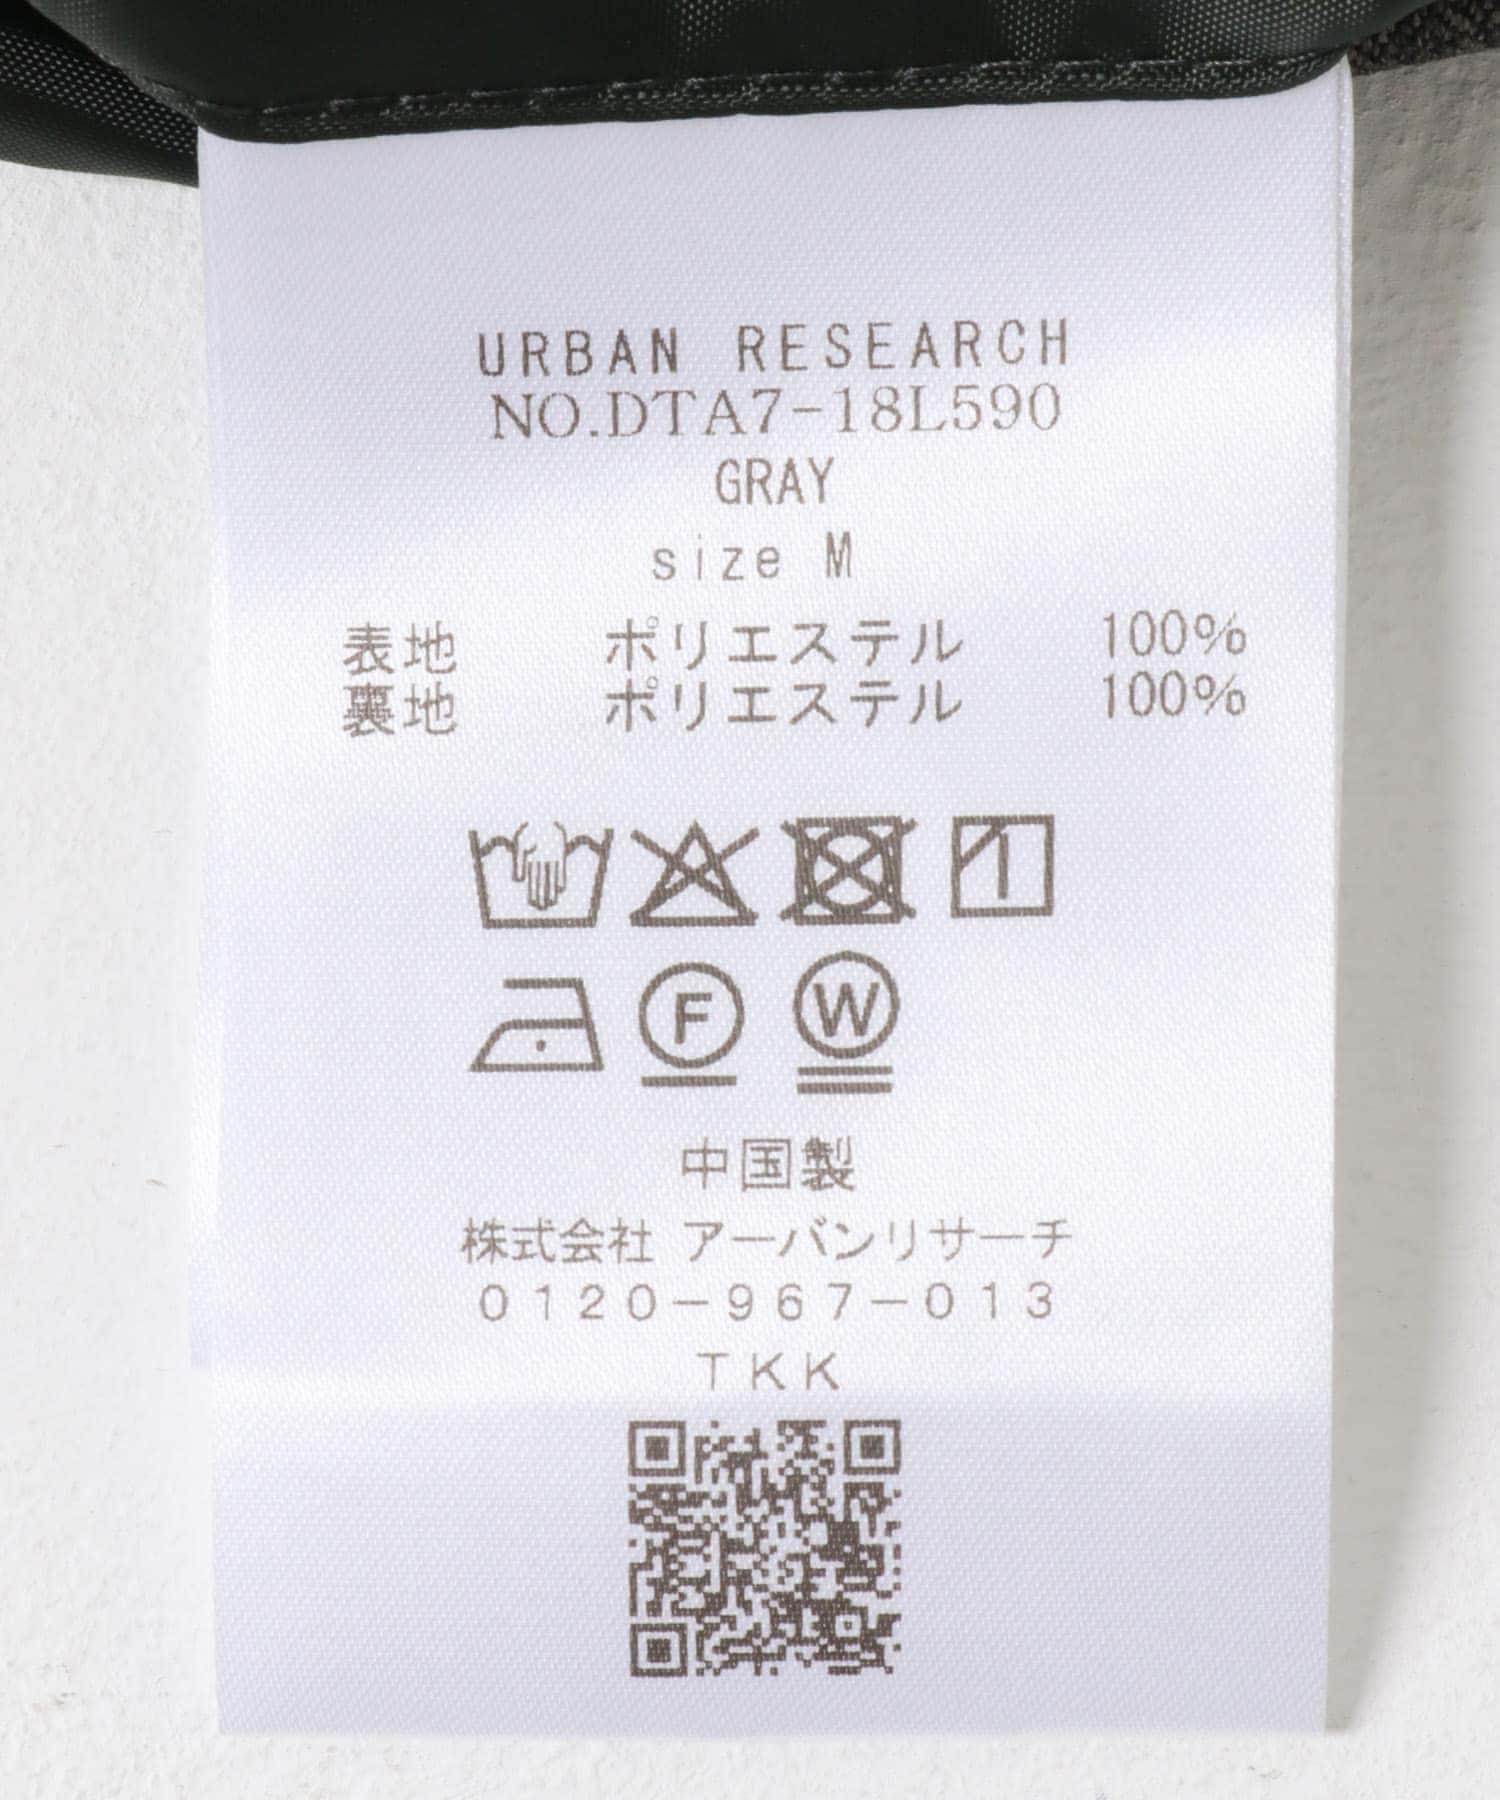 URBAN RESEARCH
NO.DTA7-18L590
GRAY
size M
表地 ポリエステル 100%
裏地 ポリエステル 100%
F W
中国製
株式会社 アーバンリサーチ
0120-967-013
TKK